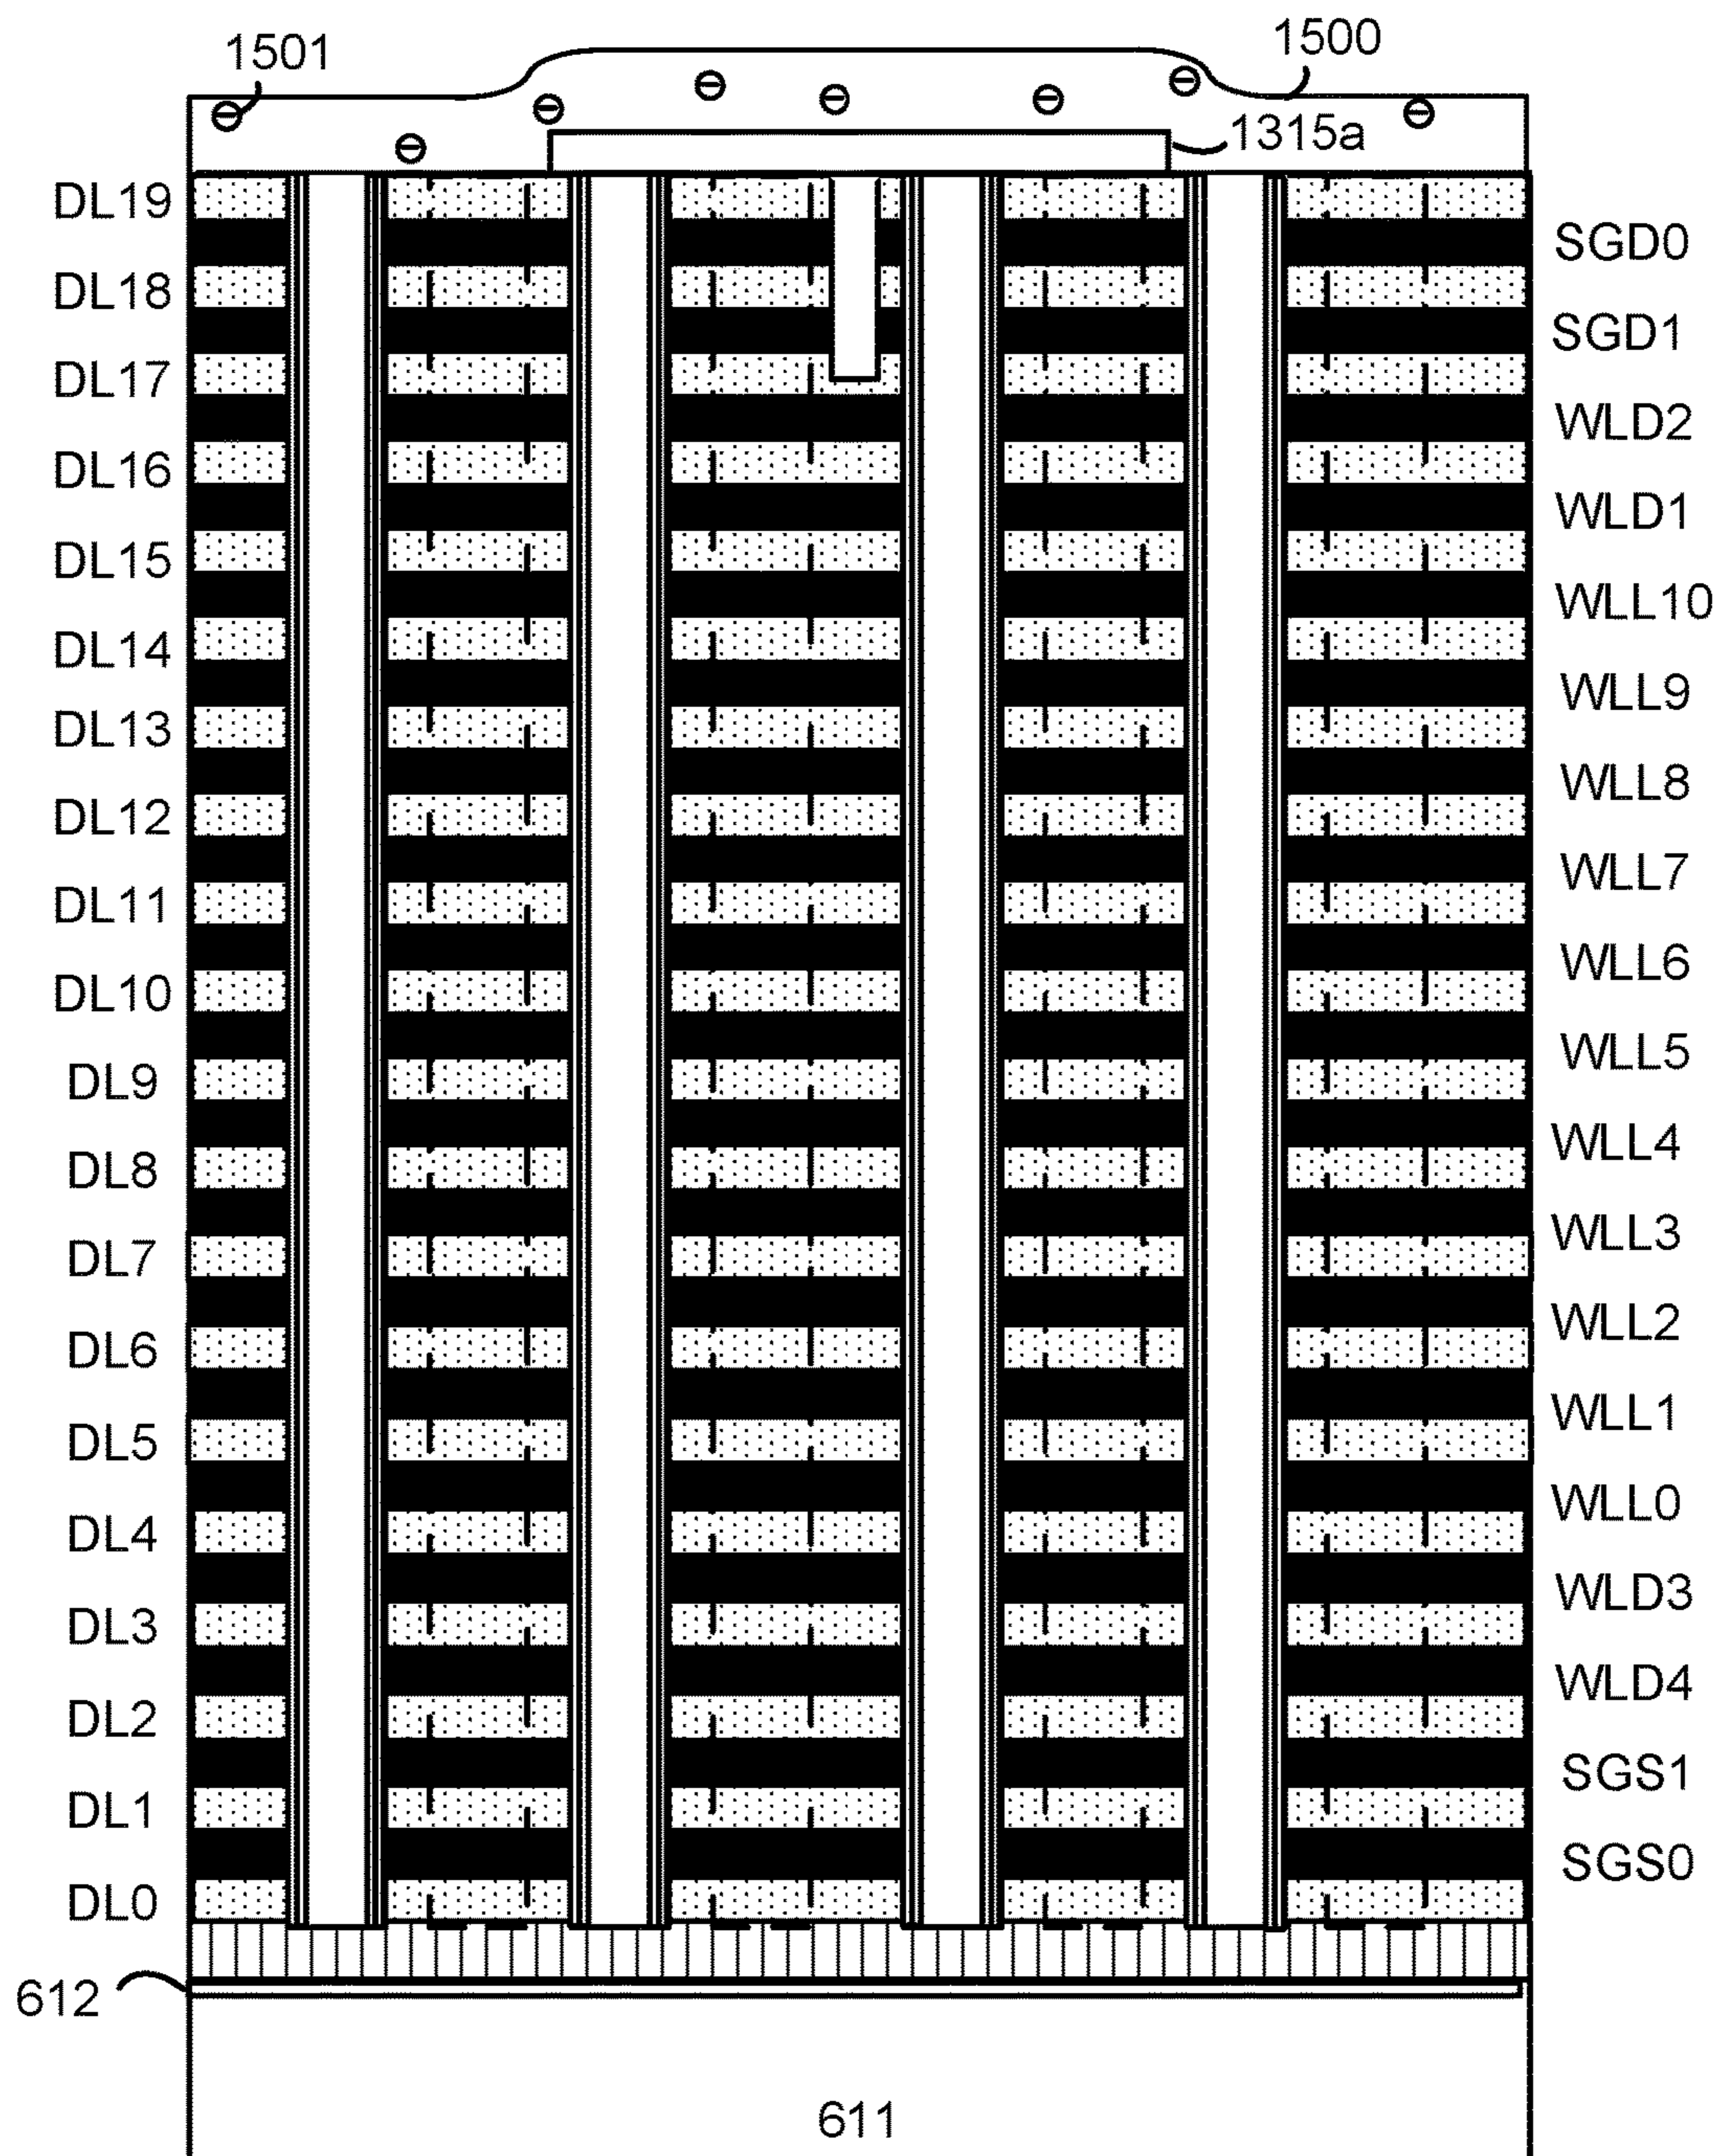 1501
1500
1315a
DL19
SGD0
DL18
SGD1
DL17
WLD2
DL16
WLD1
DL15
WLL10
DL14
WLL9
DL13
WLL8
DL12
WLL7
DL11
WLL6
DL10
WLL5
DL9
WLL4
DL8
WLL3
DL7
WLL2
DL6
WLL1
DL5
WLL0
DL4
WLD3
DL3
WLD4
DL2
SGS1
DL1
SGS0
DL0
612
611